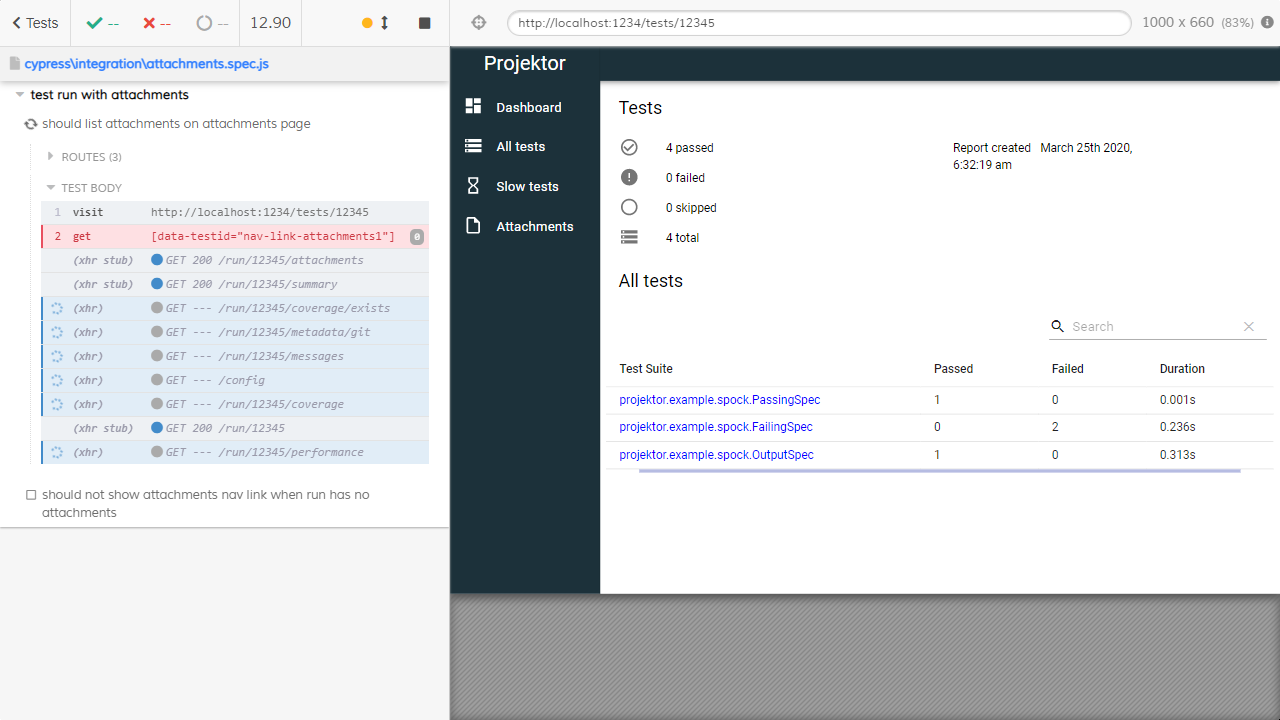 Tests -- -- -- 12.90
cypress\integration\attachments.spec.js
test run with attachments
should list attachments on attachments page
ROUTES (3)
TEST BODY
1 visit http://localhost:1234/tests/12345
2 get [data-testid="nav-link-attachments1"] 0
(xhr stub) GET 200 /run/12345/attachments
(xhr stub) GET 200 /run/12345/summary
(xhr) GET --- /run/12345/coverage/exists
(xhr) GET --- /run/12345/metadata/git
(xhr) GET --- /run/12345/messages
(xhr) GET --- /config
(xhr) GET --- /run/12345/coverage
(xhr stub) GET 200 /run/12345
(xhr) GET --- /run/12345/performance
should not show attachments nav link when run has no
attachments
http://localhost:1234/tests/12345 1000 x 660 (83%)
Projektor
Dashboard
All tests
Slow tests
Attachments
Tests
4 passed
0 failed
0 skipped
4 total
Report created March 25th 2020,
6:32:19 am
All tests
Search
Test Suite Passed Failed Duration
projektor.example.spock.PassingSpec 1 0 0.001s
projektor.example.spock.FailingSpec 0 2 0.236s
projektor.example.spock.OutputSpec 1 0 0.313s